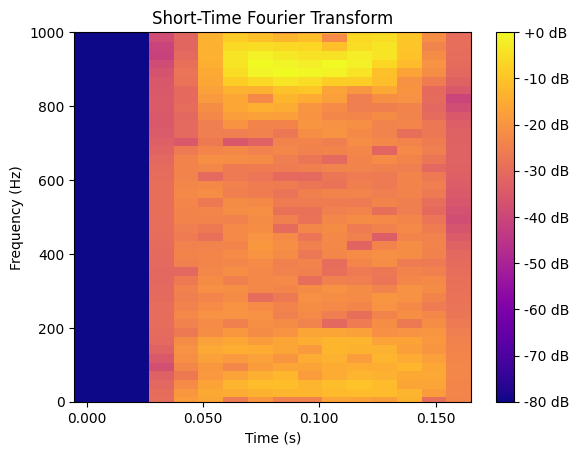 Short-Time Fourier Transform
1000
800
600
400
200
0
Frequency (Hz)
0.000
0.050
0.100
0.150
Time (s)
+0 dB
-10 dB
-20 dB
-30 dB
-40 dB
-50 dB
-60 dB
-70 dB
-80 dB